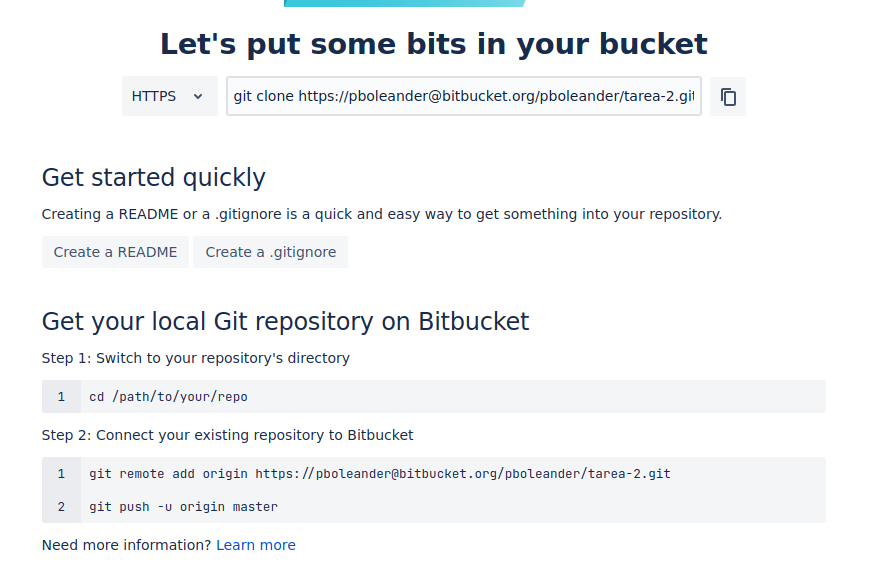 Let's put some bits in your bucket
HTTPS
git clone https://pboleander@bitbucket.org/pboleander/tarea-2.git
Get started quickly
Creating a README or a .gitignore is a quick and easy way to get something into your repository.
Create a README
Create a .gitignore
Get your local Git repository on Bitbucket
Step 1: Switch to your repository's directory
1 cd /path/to/your/repo
Step 2: Connect your existing repository to Bitbucket
1 git remote add origin https://pboleander@bitbucket.org/pboleander/tarea-2.git
2 git push -u origin master
Need more information? Learn more